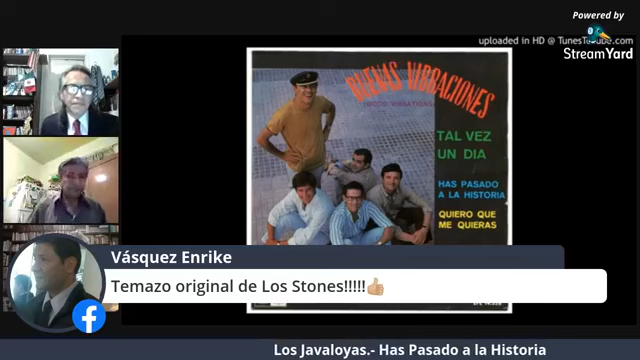 Powered by
StreamYard
uploaded in HD @ TunesToTube.com
BUENAS VIBRACIONES
(GOOD VIBRATIONS)
TAL VEZ
UN DIA
HAS PASADO
A LA HISTORIA
QUIERO QUE
ME QUIERAS
Vásquez Enrike
Temazo original de Los Stones!!!!!👍🏼
Los Javaloyas.- Has Pasado a la Historia